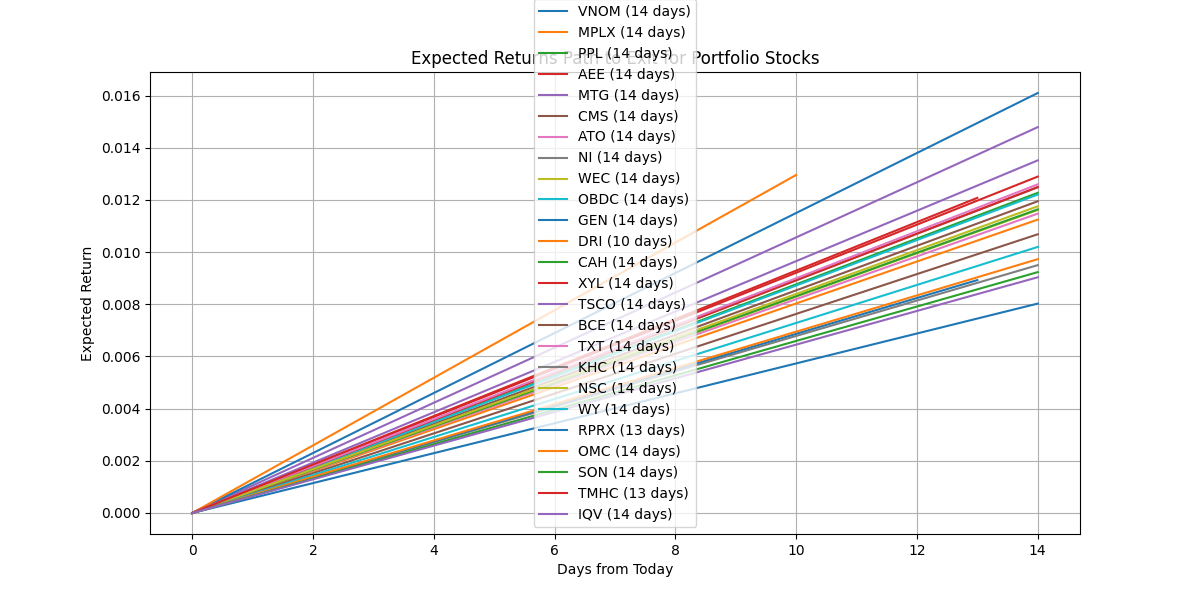 VNOM (14 days)
MPLX (14 days)
PPL (14 days)
Expected Returns Path to Exit for Portfolio Stocks
AEE (14 days)
MTG (14 days)
CMS (14 days)
ATO (14 days)
NI (14 days)
WEC (14 days)
OBDC (14 days)
GEN (14 days)
DRI (10 days)
CAH (14 days)
XYL (14 days)
TSCO (14 days)
BCE (14 days)
TXT (14 days)
KHC (14 days)
NSC (14 days)
WY (14 days)
RPRX (13 days)
OMC (14 days)
SON (14 days)
TMHC (13 days)
IQV (14 days)
0.016
0.014
0.012
0.010
0.008
0.006
0.004
0.002
0.000
Expected Return
0 2 4 6 8 10 12 14
Days from Today